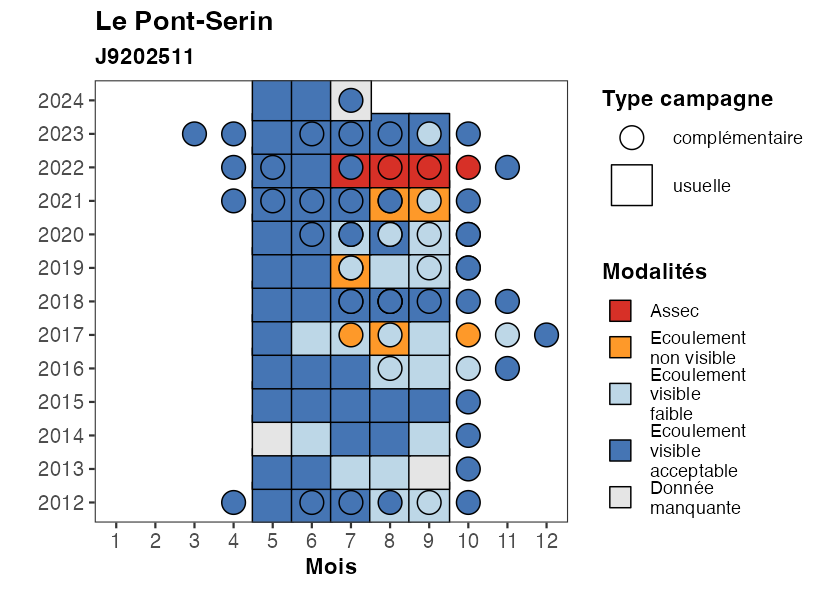 Le Pont-Serin
J9202511
2024
2023
2022
2021
2020
2019
2018
2017
2016
2015
2014
2013
2012
1 2 3 4 5 6 7 8 9 10 11 12
Mois
Type campagne
complémentaire
usuelle
Modalités
Assec
Ecoulement
non visible
Ecoulement
visible
faible
Ecoulement
visible
acceptable
Donnée
manquante